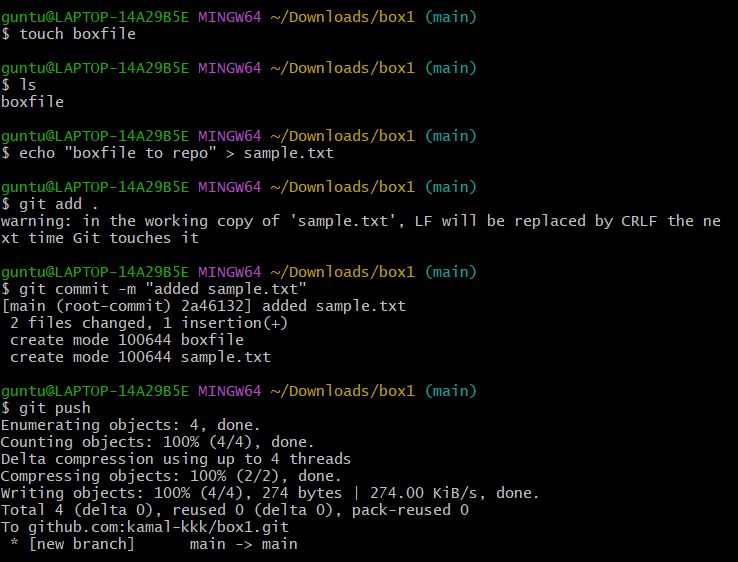 guntu@LAPTOP-14A29B5E MINGW64 ~/Downloads/box1 (main)
$ touch boxfile
guntu@LAPTOP-14A29B5E MINGW64 ~/Downloads/box1 (main)
$ ls
boxfile
guntu@LAPTOP-14A29B5E MINGW64 ~/Downloads/box1 (main)
$ echo "boxfile to repo" > sample.txt
guntu@LAPTOP-14A29B5E MINGW64 ~/Downloads/box1 (main)
$ git add .
warning: in the working copy of 'sample.txt', LF will be replaced by CRLF the ne
xt time Git touches it
guntu@LAPTOP-14A29B5E MINGW64 ~/Downloads/box1 (main)
$ git commit -m "added sample.txt"
[main (root-commit) 2a46132] added sample.txt
 2 files changed, 1 insertion(+)
 create mode 100644 boxfile
 create mode 100644 sample.txt
guntu@LAPTOP-14A29B5E MINGW64 ~/Downloads/box1 (main)
$ git push
Enumerating objects: 4, done.
Counting objects: 100% (4/4), done.
Delta compression using up to 4 threads
Compressing objects: 100% (2/2), done.
Writing objects: 100% (4/4), 274 bytes | 274.00 KiB/s, done.
Total 4 (delta 0), reused 0 (delta 0), pack-reused 0
To github.com:kamal-kkk/box1.git
 * [new branch]      main -> main